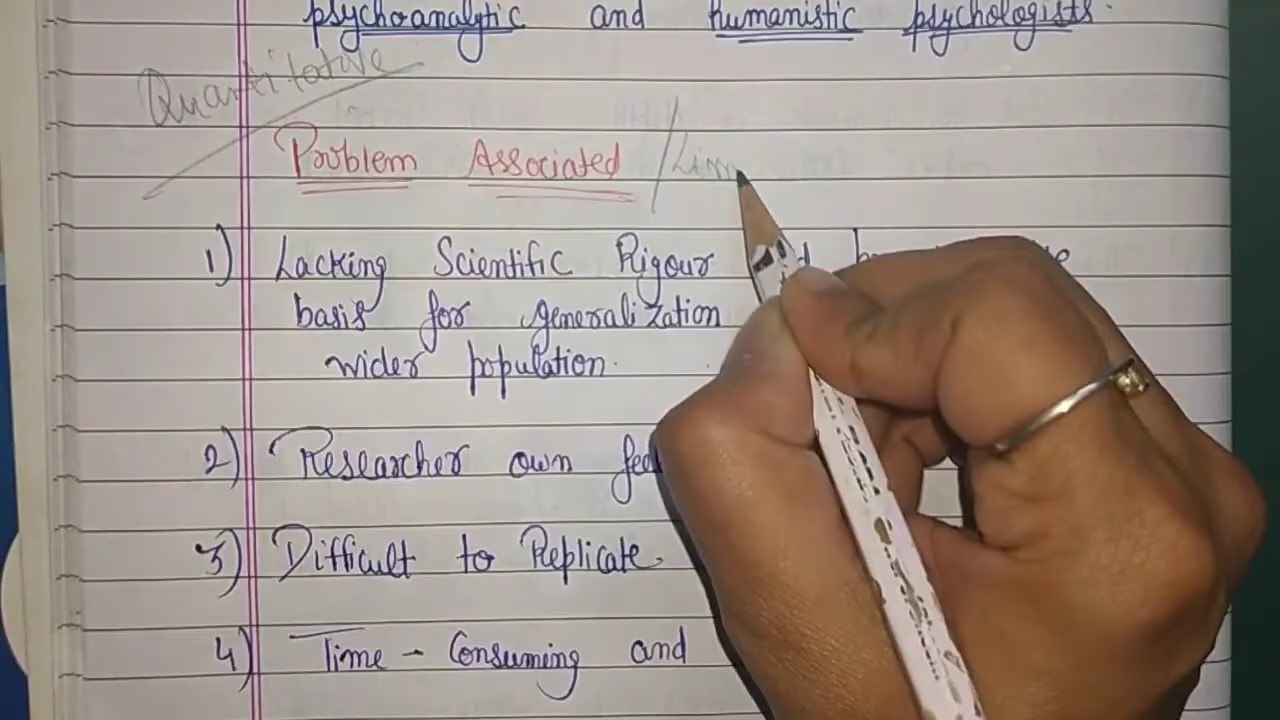 psychoanalytic and humanistic psychologists.
Quantitative
Problem Associated / Lim
1) Lacking Scientific Rigour
basis for generalization
wider population.
2) Researcher own
3) Difficult to Replicate.
4) Time - Consuming and